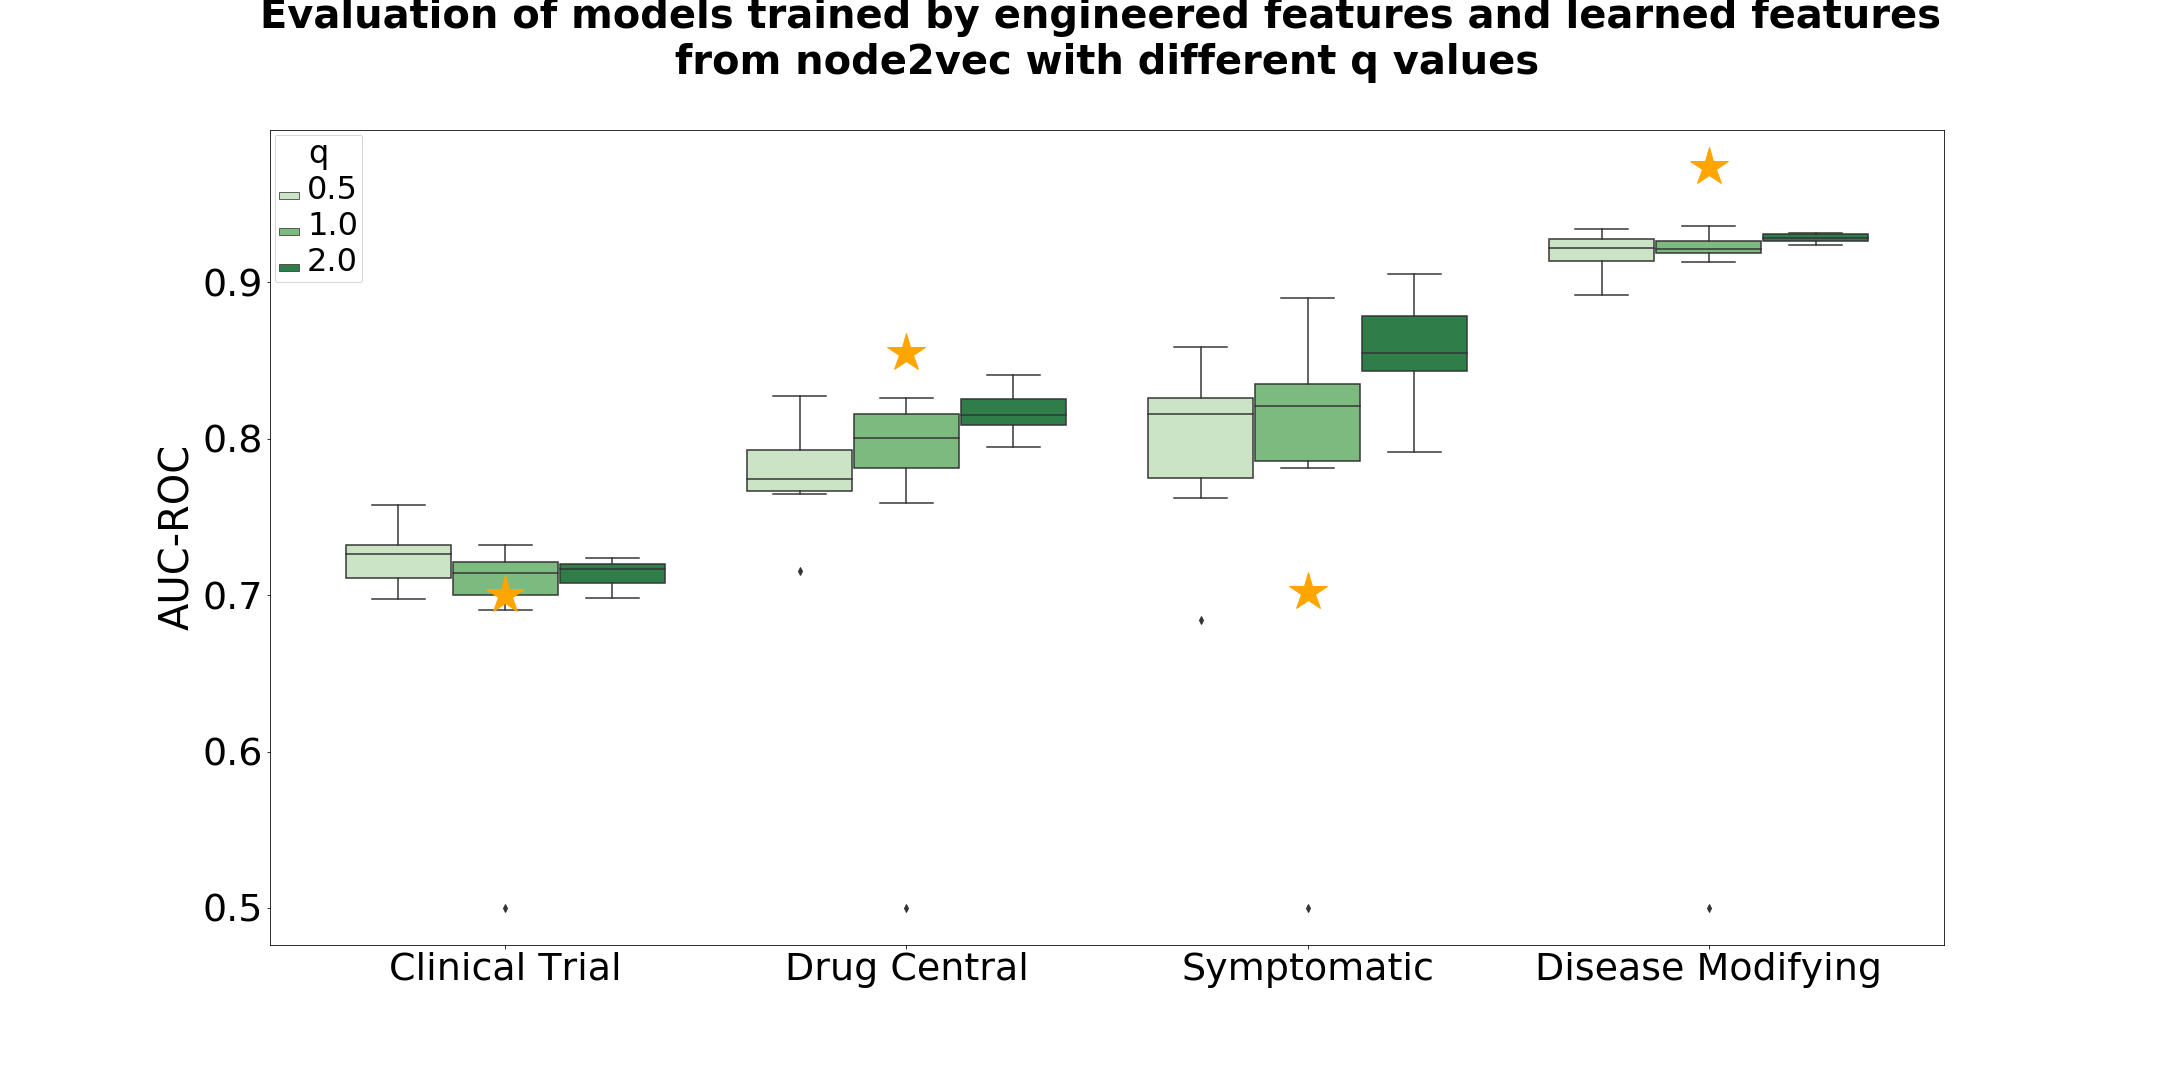 Evaluation of models trained by engineered features and learned features
from node2vec with different q values
q
0.5
1.0
2.0
AUC-ROC
0.9
0.8
0.7
0.6
0.5
Clinical Trial
Drug Central
Symptomatic
Disease Modifying